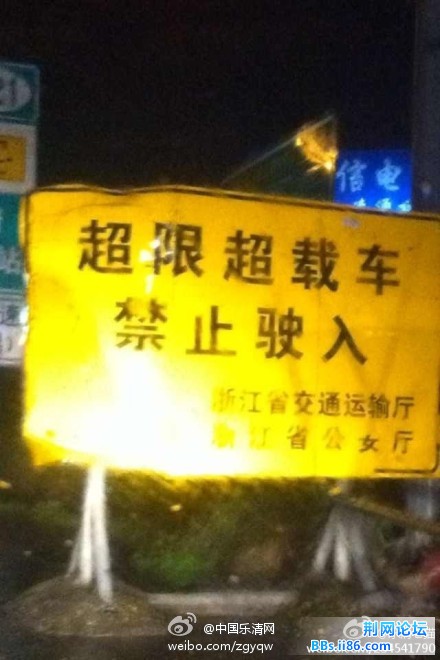 信电
超限超载车
禁止驶入
浙江省交通运输厅
浙江省公女厅
@中国乐清网
weibo.com/zgyqw
荆网论坛
BBs.ii86.com
541790